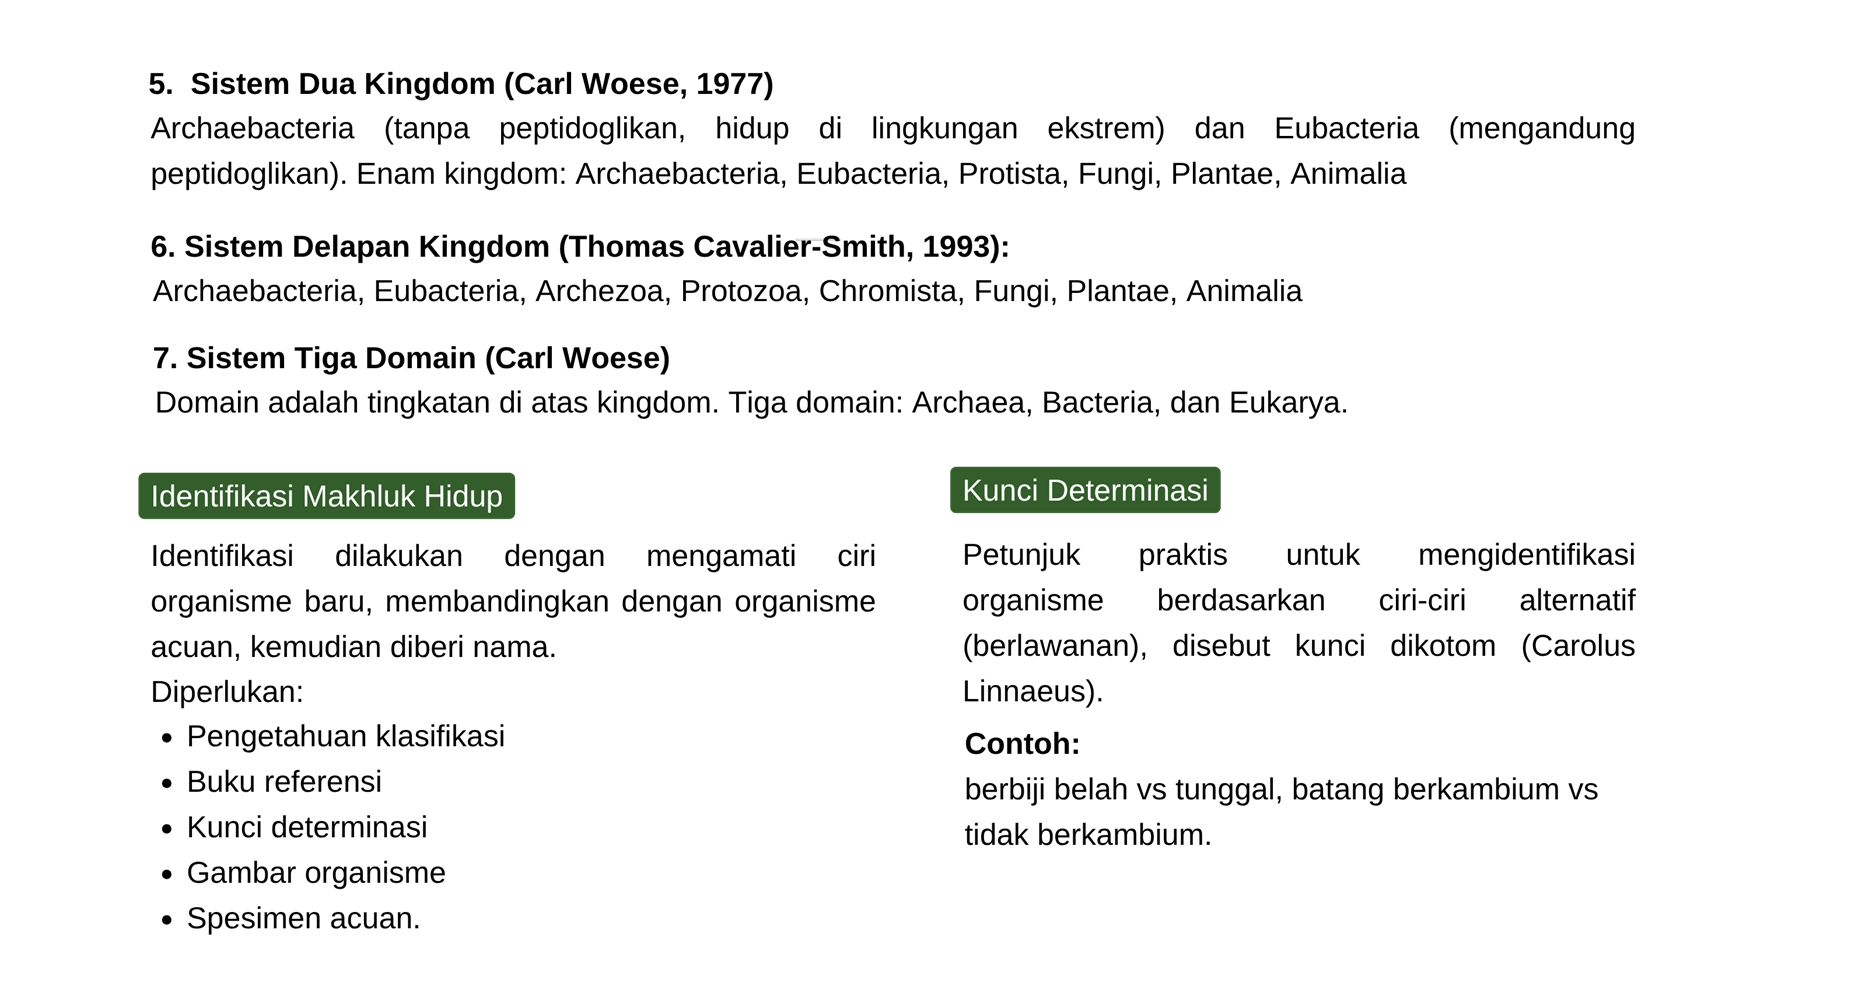 5. Sistem Dua Kingdom (Carl Woese, 1977)
Archaebacteria (tanpa peptidoglikan, hidup di lingkungan ekstrem) dan Eubacteria (mengandung
peptidoglikan). Enam kingdom: Archaebacteria, Eubacteria, Protista, Fungi, Plantae, Animalia
6. Sistem Delapan Kingdom (Thomas Cavalier-Smith, 1993):
Archaebacteria, Eubacteria, Archezoa, Protozoa, Chromista, Fungi, Plantae, Animalia
7. Sistem Tiga Domain (Carl Woese)
Domain adalah tingkatan di atas kingdom. Tiga domain: Archaea, Bacteria, dan Eukarya.
Identifikasi Makhluk Hidup
Identifikasi dilakukan dengan mengamati ciri
organisme baru, membandingkan dengan organisme
acuan, kemudian diberi nama.
Diperlukan:
• Pengetahuan klasifikasi
• Buku referensi
• Kunci determinasi
• Gambar organisme
• Spesimen acuan.
Kunci Determinasi
Petunjuk praktis untuk mengidentifikasi
organisme berdasarkan ciri-ciri alternatif
(berlawanan), disebut kunci dikotom (Carolus
Linnaeus).
Contoh:
berbiji belah vs tunggal, batang berkambium vs
tidak berkambium.